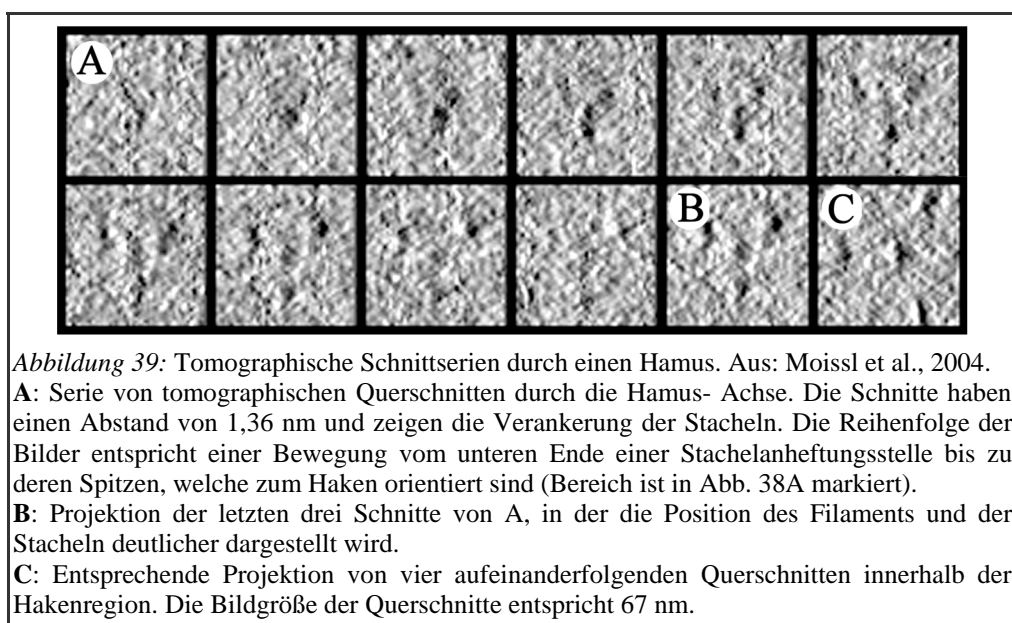 A
B
C
Abbildung 39: Tomographische Schnittserien durch einen Hamus. Aus: Moissl et al., 2004.
A: Serie von tomographischen Querschnitten durch die Hamus- Achse. Die Schnitte haben
einen Abstand von 1,36 nm und zeigen die Verankerung der Stacheln. Die Reihenfolge der
Bilder entspricht einer Bewegung vom unteren Ende einer Stachelanheftungsstelle bis zu
deren Spitzen, welche zum Haken orientiert sind (Bereich ist in Abb. 38A markiert).
B: Projektion der letzten drei Schnitte von A, in der die Position des Filaments und der
Stacheln deutlicher dargestellt wird.
C: Entsprechende Projektion von vier aufeinanderfolgenden Querschnitten innerhalb der
Hakenregion. Die Bildgröße der Querschnitte entspricht 67 nm.